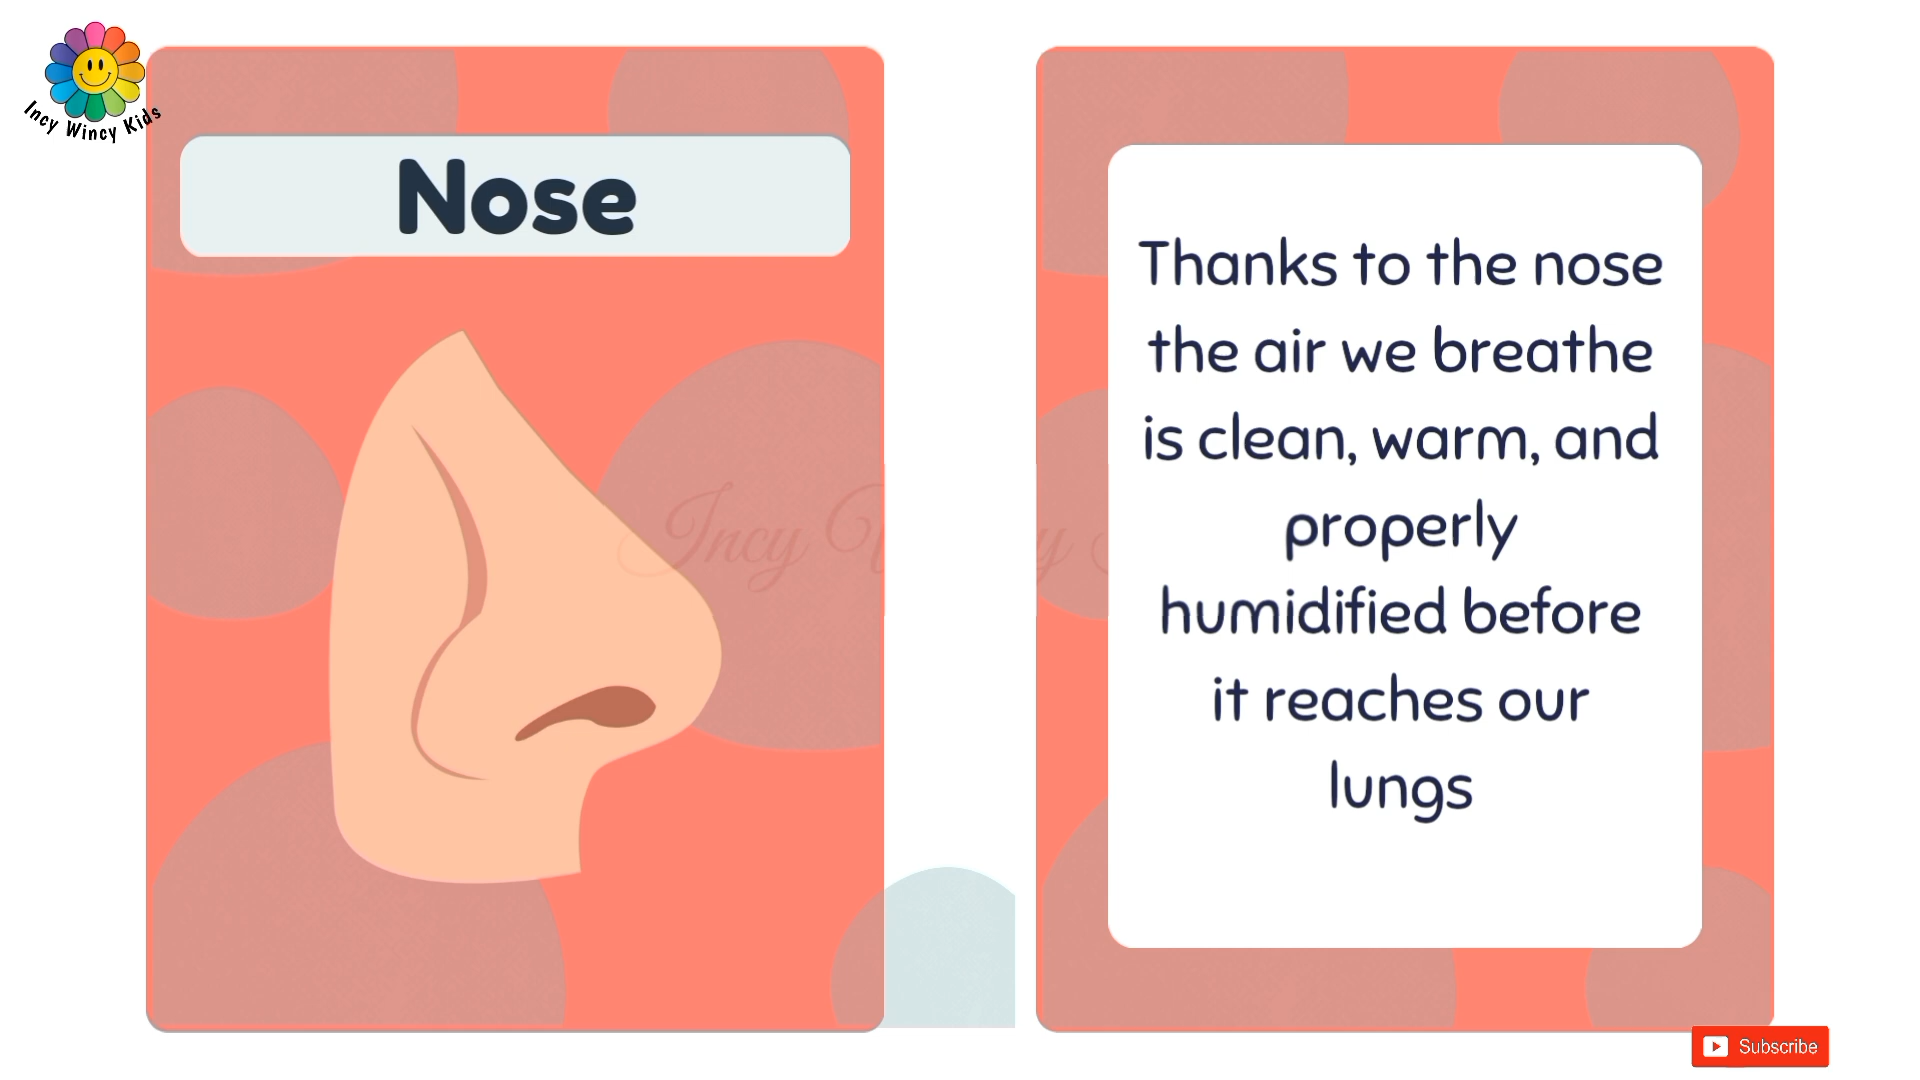 Incy Wincy Kids
Nose
Incy
Thanks to the nose
the air we breathe
is clean, warm, and
properly
humidified before
it reaches our
lungs
Subscribe